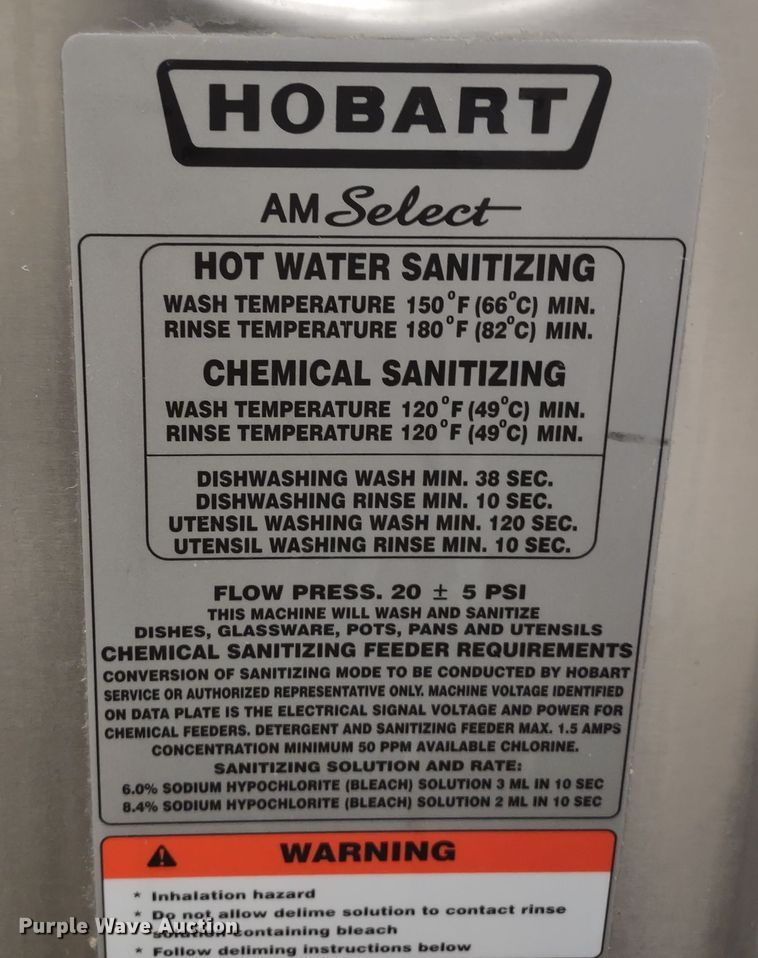 HOBART
AM Select
HOT WATER SANITIZING
WASH TEMPERATURE 150°F (66°C) MIN.
RINSE TEMPERATURE 180°F (82°C) MIN.
CHEMICAL SANITIZING
WASH TEMPERATURE 120°F (49°C) MIN.
RINSE TEMPERATURE 120°F (49°C) MIN.
DISHWASHING WASH MIN. 38 SEC.
DISHWASHING RINSE MIN. 10 SEC.
UTENSIL WASHING WASH MIN. 120 SEC.
UTENSIL WASHING RINSE MIN. 10 SEC.
FLOW PRESS. 20 ± 5 PSI
THIS MACHINE WILL WASH AND SANITIZE
DISHES, GLASSWARE, POTS, PANS AND UTENSILS
CHEMICAL SANITIZING FEEDER REQUIREMENTS
CONVERSION OF SANITIZING MODE TO BE CONDUCTED BY HOBART
SERVICE OR AUTHORIZED REPRESENTATIVE ONLY. MACHINE VOLTAGE IDENTIFIED
ON DATA PLATE IS THE ELECTRICAL SIGNAL VOLTAGE AND POWER FOR
CHEMICAL FEEDERS. DETERGENT AND SANITIZING FEEDER MAX. 1.5 AMPS
CONCENTRATION MINIMUM 50 PPM AVAILABLE CHLORINE.
SANITIZING SOLUTION AND RATE:
6.0% SODIUM HYPOCHLORITE (BLEACH) SOLUTION 3 ML IN 10 SEC
8.4% SODIUM HYPOCHLORITE (BLEACH) SOLUTION 2 ML IN 10 SEC
WARNING
* Inhalation hazard
* Do not allow delime solution to contact rinse
solution containing bleach
* Follow deliming instructions below
Purple Wave Auction